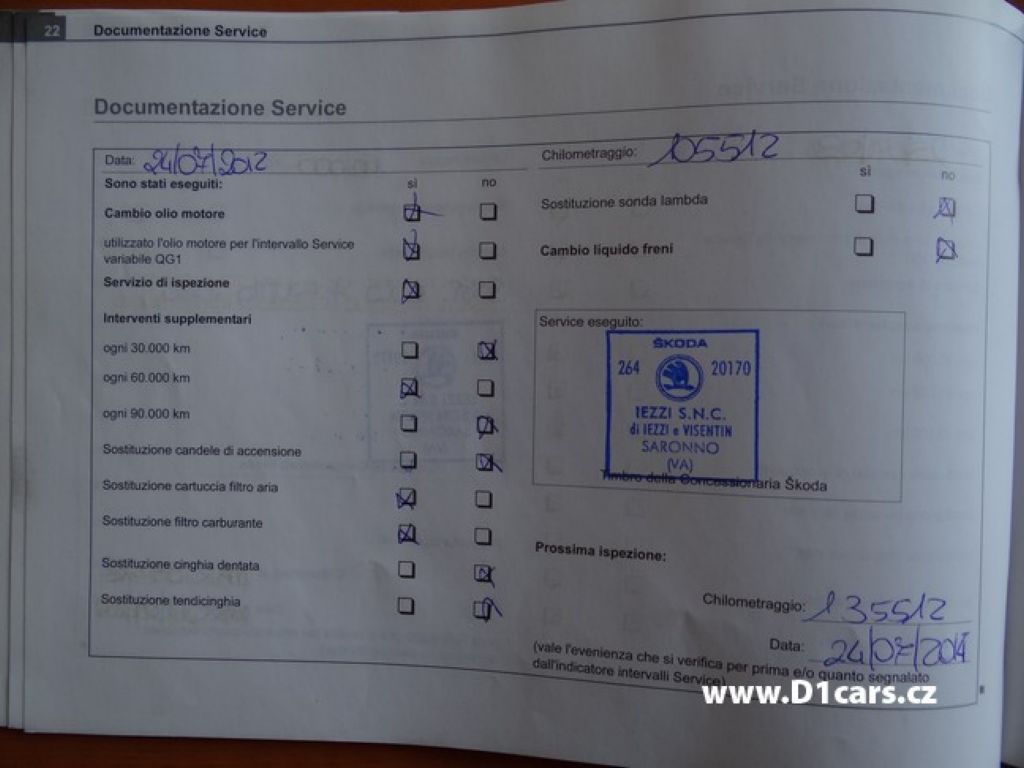 22
Documentazione Service
Documentazione Service
Data: 24/07/2012
Sono stati eseguiti:
sì no
Cambio olio motore
utilizzato l'olio motore per l'intervallo Service
variabile QG1
Servizio di ispezione
Interventi supplementari
ogni 30.000 km
ogni 60.000 km
ogni 90.000 km
Sostituzione candele di accensione
Sostituzione cartuccia filtro aria
Sostituzione filtro carburante
Sostituzione cinghia dentata
Sostituzione tendicinghia
Chilometraggio: 105512
sì no
Sostituzione sonda lambda
Cambio liquido freni
Service eseguito:
ŠKODA
264 20170
IEZZI S.N.C.
di IEZZI e VISENTIN
SARONNO
(VA)
Timbro della Concessionaria Škoda
Prossima ispezione:
Chilometraggio: 135512
Data: 24/07/2014
(vale l'evenienza che si verifica per prima e/o quanto segnalato
dall'indicatore intervalli Service)
www.D1cars.cz